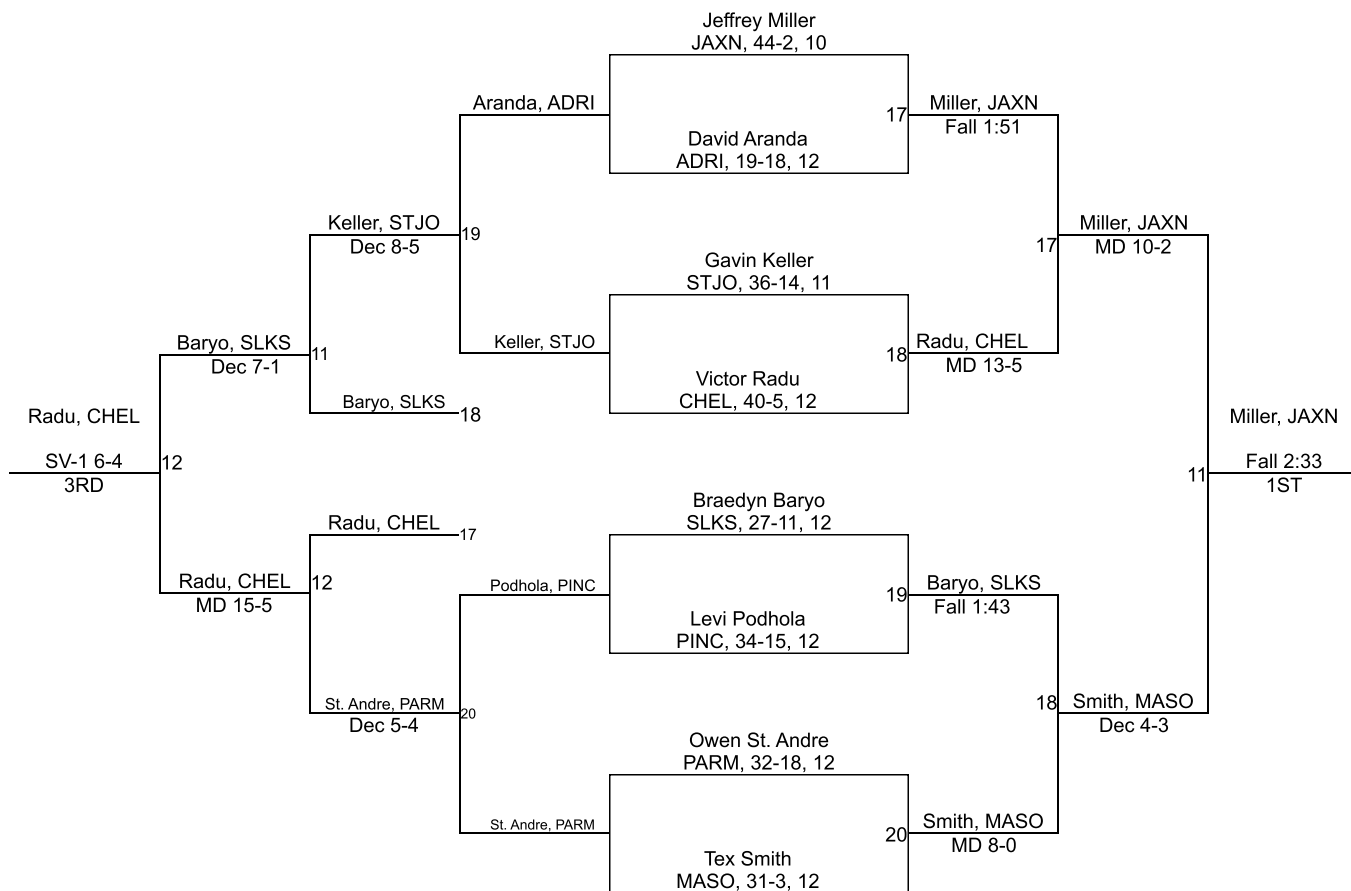 Jeffrey Miller
JAXN, 44-2, 10
Aranda, ADRI
17
Miller, JAXN
Fall 1:51
David Aranda
ADRI, 19-18, 12
Keller, STJO
Dec 8-5
19
17
Miller, JAXN
MD 10-2
Gavin Keller
STJO, 36-14, 11
Keller, STJO
18
Radu, CHEL
MD 13-5
Baryo, SLKS
Dec 7-1
11
Victor Radu
CHEL, 40-5, 12
Baryo, SLKS
18
Radu, CHEL
SV-1 6-4
3RD
12
Miller, JAXN
Fall 2:33
1ST
11
Braedyn Baryo
SLKS, 27-11, 12
Radu, CHEL
17
Radu, CHEL
MD 15-5
12
Podhola, PINC
19
Baryo, SLKS
Fall 1:43
Levi Podhola
PINC, 34-15, 12
St. Andre, PARM
Dec 5-4
20
18
Smith, MASO
Dec 4-3
Owen St. Andre
PARM, 32-18, 12
St. Andre, PARM
20
Smith, MASO
MD 8-0
Tex Smith
MASO, 31-3, 12